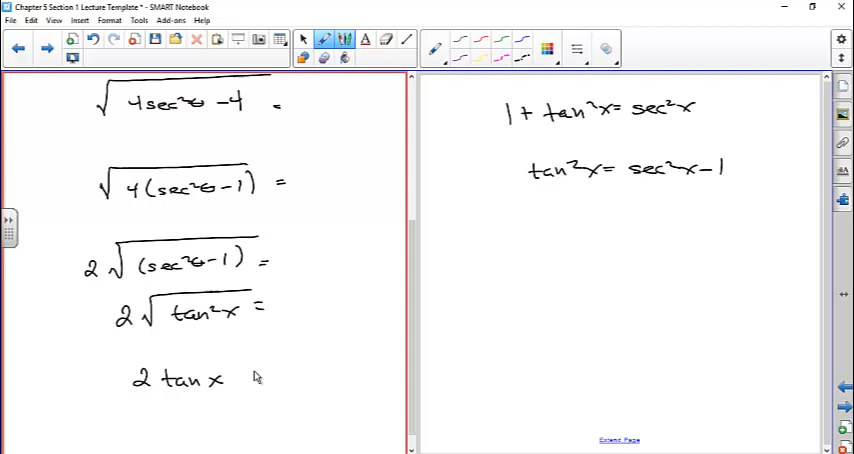 Chapter 5 Section 1 Lecture Template * - SMART Notebook
File Edit View Insert Format Tools Add-ons Help
√(4sec²θ - 4) =
√(4(sec²θ - 1)) =
2√((sec²θ - 1)) =
2√(tan²x) =
2 tan x
1 + tan²x = sec²x
tan²x = sec²x - 1
Extend Page